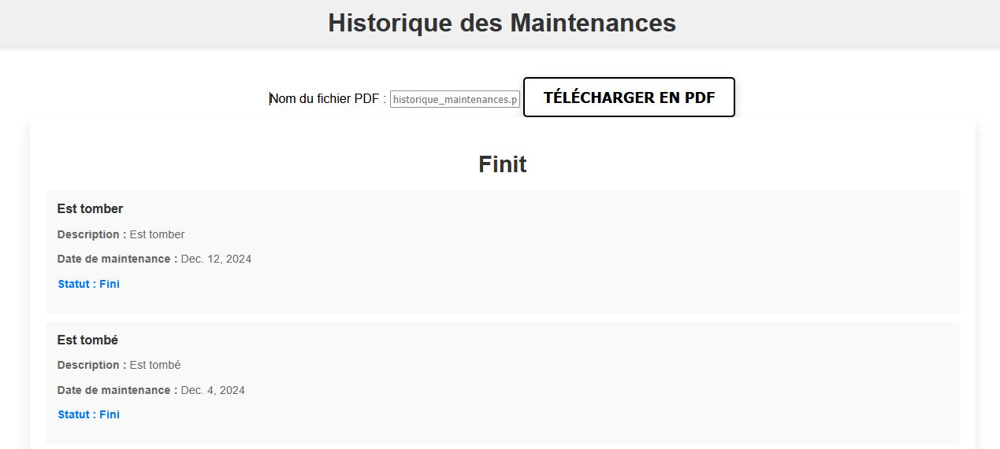 Historique des Maintenances
Nom du fichier PDF : historique_maintenances.p TÉLÉCHARGER EN PDF
Finit
Est tomber
Description : Est tomber
Date de maintenance : Dec. 12, 2024
Statut : Fini
Est tombé
Description : Est tombé
Date de maintenance : Dec. 4, 2024
Statut : Fini